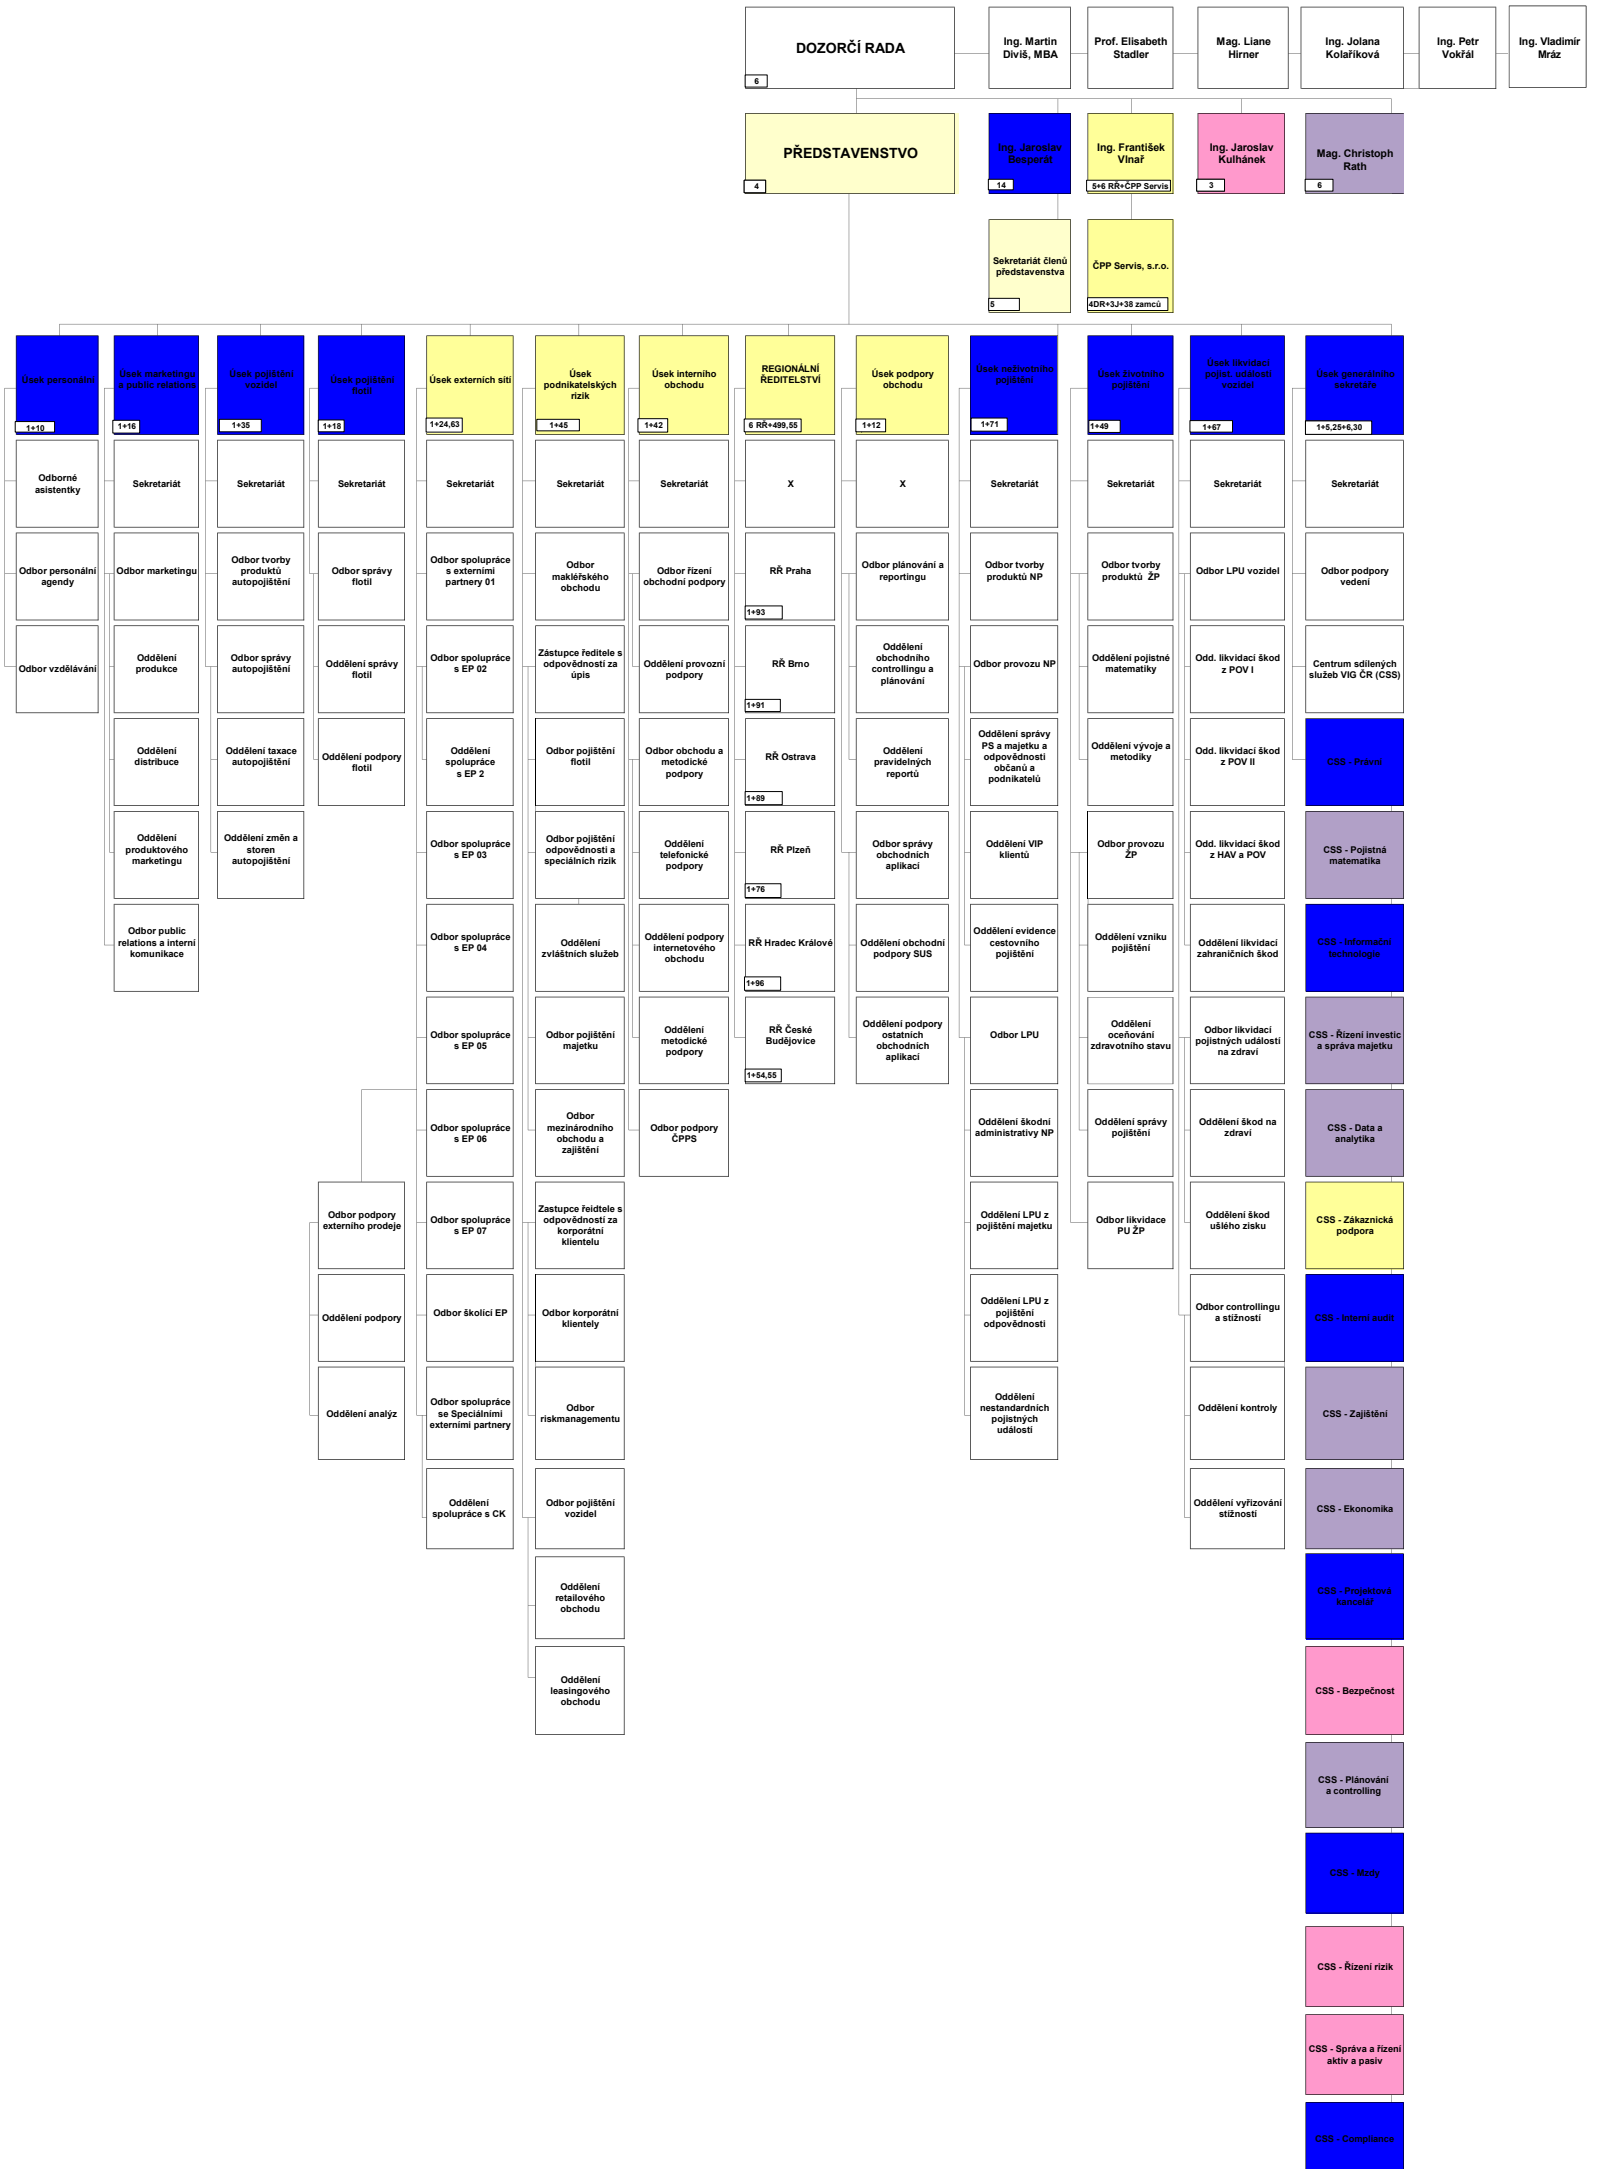 DOZORČÍ RADA
6
Ing. Martin
Diviš, MBA
Prof. Elisabeth
Stadler
Mag. Liane
Hirner
Ing. Jolana
Kolaříková
Ing. Petr
Vokřál
Ing. Vladimír
Mráz
PŘEDSTAVENSTVO
4
Ing. Jaroslav
Besperát
14
Ing. František
Vlnař
5+6 RŘ+ČPP Servis
Ing. Jaroslav
Kulhánek
3
Mag. Christoph
Rath
6
Sekretariát členů
představenstva
5
ČPP Servis, s.r.o.
4DR+3J+38 zamců
Úsek personální
1+10
Úsek marketingu
a public relations
1+16
Úsek pojištění
vozidel
1+35
Úsek pojištění
flotil
1+18
Úsek externích sítí
1+24,63
Úsek
podnikatelských
rizik
1+45
Úsek interního
obchodu
1+42
REGIONÁLNÍ
ŘEDITELSTVÍ
6 RŘ+499,55
Úsek podpory
obchodu
1+12
Úsek neživotního
pojištění
1+71
Úsek životního
pojištění
1+49
Úsek likvidací
pojist. událostí
vozidel
1+67
Úsek generálního
sekretáře
1+5,25+6,30
Odborné
asistentky
Sekretariát
Sekretariát
Sekretariát
Sekretariát
Sekretariát
Sekretariát
X
X
Sekretariát
Sekretariát
Sekretariát
Sekretariát
Odbor personální
agendy
Odbor marketingu
Odbor tvorby
produktů
autopojištění
Odbor správy
flotil
Odbor spolupráce
s externími
partnery 01
Odbor
makléřského
obchodu
Odbor řízení
obchodní podpory
RŘ Praha
1+93
Odbor plánování a
reportingu
Odbor tvorby
produktů NP
Odbor tvorby
produktů  ŽP
Odbor LPU vozidel
Odbor podpory
vedení
Odbor vzdělávání
Oddělení
produkce
Odbor správy
autopojištění
Oddělení správy
flotil
Odbor spolupráce
s EP 02
Zástupce ředitele s
odpovědností za
úpis
Oddělení provozní
podpory
RŘ Brno
1+91
Oddělení
obchodního
controllingu a
plánování
Odbor provozu NP
Oddělení pojistné
matematiky
Odd. likvidací škod
z POV I
Centrum sdílených
služeb VIG ČR (CSS)
Oddělení
distribuce
Oddělení taxace
autopojištění
Oddělení podpory
flotil
Oddělení
spolupráce
s EP 2
Odbor pojištění
flotil
Odbor obchodu a
metodické
podpory
RŘ Ostrava
1+89
Oddělení
pravidelných
reportů
Oddělení správy
PS a majetku a
odpovědnosti
občanů a
podnikatelů
Oddělení vývoje a
metodiky
Odd. likvidací škod
z POV II
CSS - Právní
Oddělení
produktového
marketingu
Oddělení změn a
storen
autopojištění
Odbor spolupráce
s EP 03
Odbor pojištění
odpovědnosti a
speciálních rizik
Oddělení
telefonické
podpory
RŘ Plzeň
1+76
Odbor správy
obchodních
aplikací
Oddělení VIP
klientů
Odbor provozu
ŽP
Odd. likvidací škod
z HAV a POV
CSS - Pojistná
matematika
Odbor public
relations a interní
komunikace
Odbor spolupráce
s EP 04
Oddělení
zvláštních služeb
Oddělení podpory
internetového
obchodu
RŘ Hradec Králové
1+96
Oddělení obchodní
podpory SUS
Oddělení evidence
cestovního
pojištění
Oddělení vzniku
pojištění
Oddělení likvidací
zahraničních škod
CSS - Informační
technologie
Odbor spolupráce
s EP 05
Odbor pojištění
majetku
Oddělení
metodické
podpory
RŘ České
Budějovice
1+54,55
Oddělení podpory
ostatních
obchodních
aplikací
Odbor LPU
Oddělení
oceňování
zdravotního stavu
Odbor likvidací
pojistných událostí
na zdraví
CSS - Řízení investic
a správa majetku
Odbor spolupráce
s EP 06
Odbor
mezinárodního
obchodu a
zajištění
Odbor podpory
ČPPS
Oddělení škodní
administrativy NP
Oddělení správy
pojištění
Oddělení škod na
zdraví
CSS - Data a
analytika
Odbor podpory
externího prodeje
Odbor spolupráce
s EP 07
Zastupce řeidtele s
odpovědností za
korporátní
klientelu
Oddělení LPU z
pojištění majetku
Odbor likvidace
PU ŽP
Oddělení škod
ušlého zisku
CSS - Zákaznická
podpora
Oddělení podpory
Odbor školící EP
Odbor korporátní
klientely
Oddělení LPU z
pojištění
odpovědnosti
Odbor controllingu
a stížností
CSS - Interní audit
Oddělení analýz
Odbor spolupráce
se Speciálními
externími partnery
Odbor
riskmanagementu
Oddělení
nestandardních
pojistných
událostí
Oddělení kontroly
CSS - Zajištění
Oddělení
spolupráce s CK
Odbor pojištění
vozidel
Oddělení vyřizování
stížností
CSS - Ekonomika
Oddělení
retailového
obchodu
CSS - Projektová
kancelář
Oddělení
leasingového
obchodu
CSS - Bezpečnost
CSS - Plánování
a controlling
CSS - Mzdy
CSS - Řízení rizik
CSS - Správa a řízení
aktiv a pasiv
CSS - Compliance